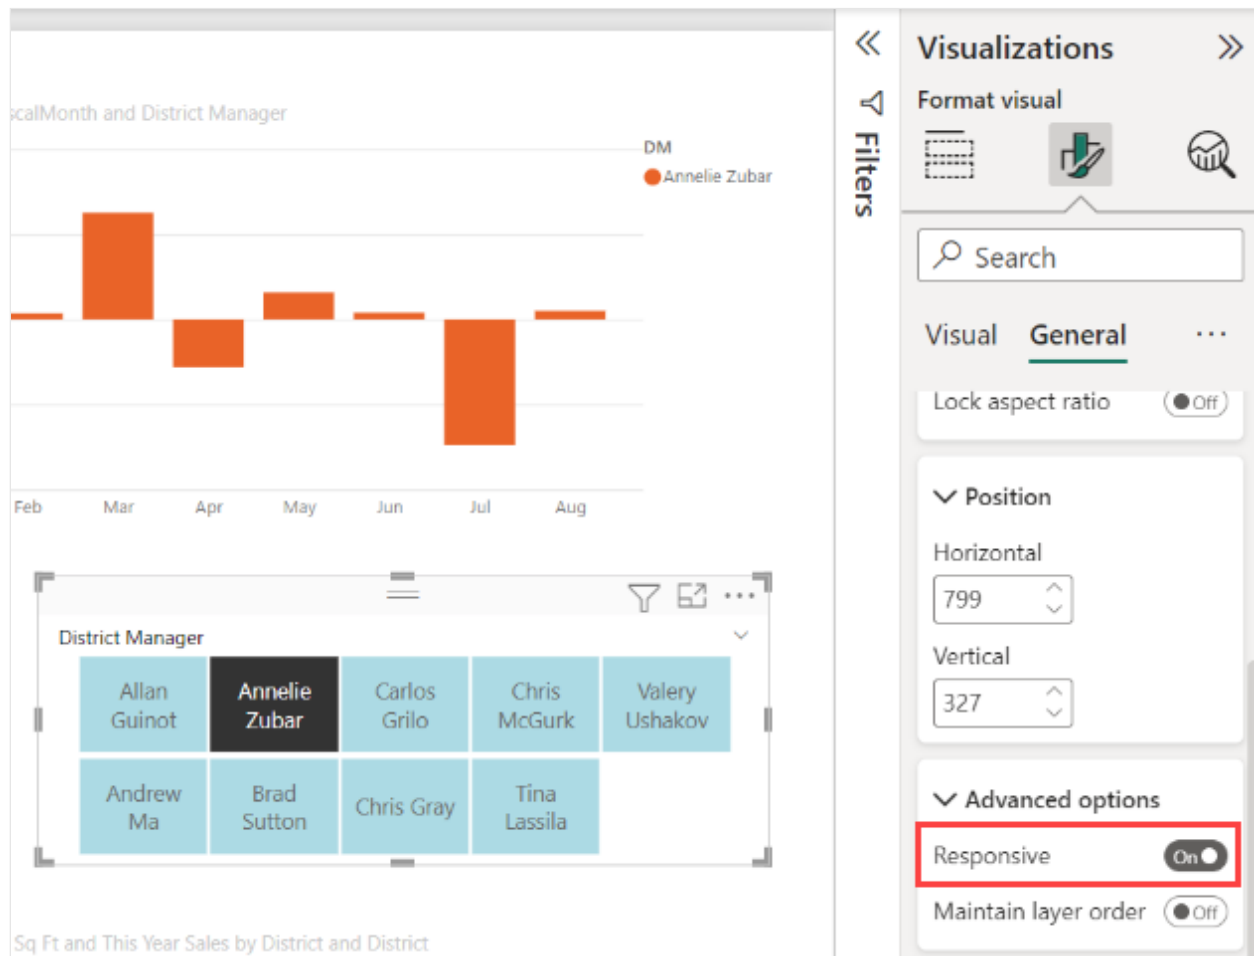 Visualizations
Format visual
Filters
Search
Visual General
Lock aspect ratio Off
Position
Horizontal
799
Vertical
327
Advanced options
Responsive On
Maintain layer order Off
scalMonth and District Manager
DM
Annelie Zubar
Feb Mar Apr May Jun Jul Aug
District Manager
Allan
Guinot
Annelie
Zubar
Carlos
Grilo
Chris
McGurk
Valery
Ushakov
Andrew
Ma
Brad
Sutton
Chris Gray
Tina
Lassila
Sq Ft and This Year Sales by District and District